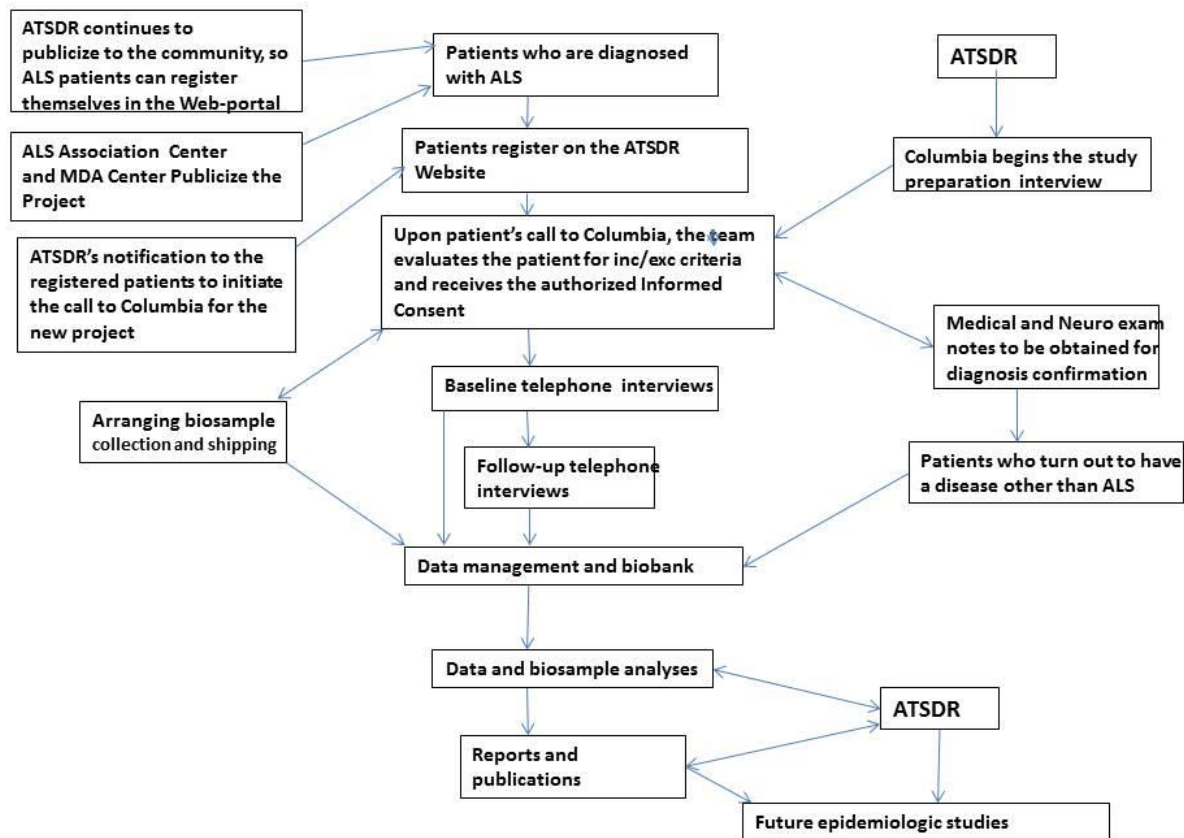 ATSDR continues to
publicize to the community, so
ALS patients can register
themselves in the Web-portal
Patients who are diagnosed
with ALS
ATSDR
ALS Association Center
and MDA Center Publicize the
Project
Patients register on the ATSDR
Website
Columbia begins the study
preparation interview
ATSDR's notification to the
registered patients to initiate
the call to Columbia for the
new project
Upon patient's call to Columbia, the team
evaluates the patient for inc/exc criteria
and receives the authorized Informed
Consent
Medical and Neuro exam
notes to be obtained for
diagnosis confirmation
Baseline telephone interviews
Arranging biosample
collection and shipping
Follow-up telephone
interviews
Patients who turn out to have
a disease other than ALS
Data management and biobank
Data and biosample analyses
ATSDR
Reports and
publications
Future epidemiologic studies